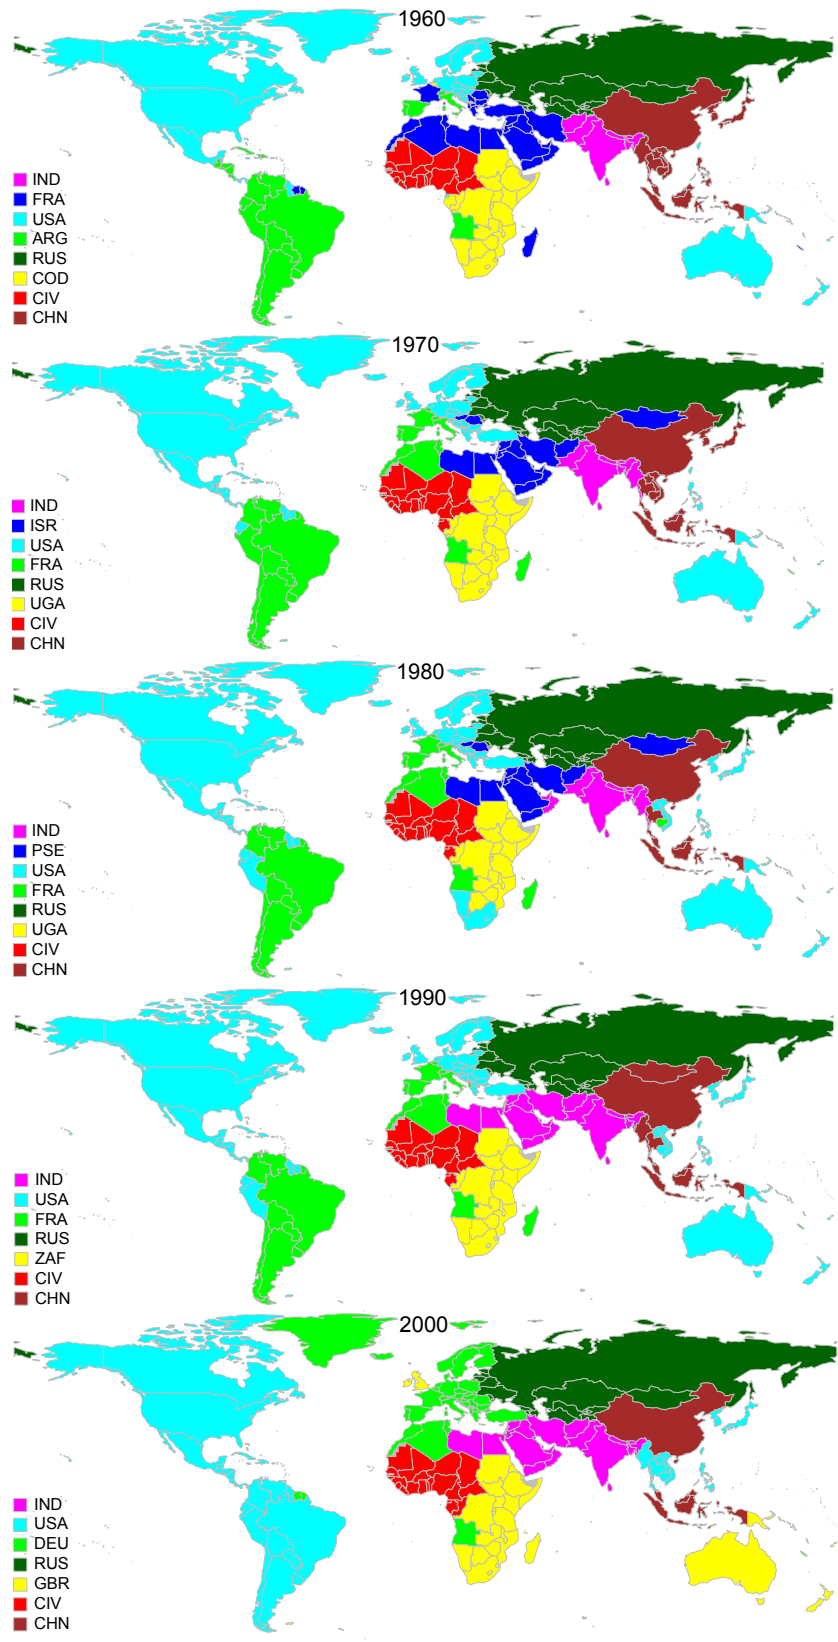 1960
IND
FRA
USA
ARG
RUS
COD
CIV
CHN
1970
IND
ISR
USA
FRA
RUS
UGA
CIV
CHN
1980
IND
PSE
USA
FRA
RUS
UGA
CIV
CHN
1990
IND
USA
FRA
RUS
ZAF
CIV
CHN
2000
IND
USA
DEU
RUS
GBR
CIV
CHN